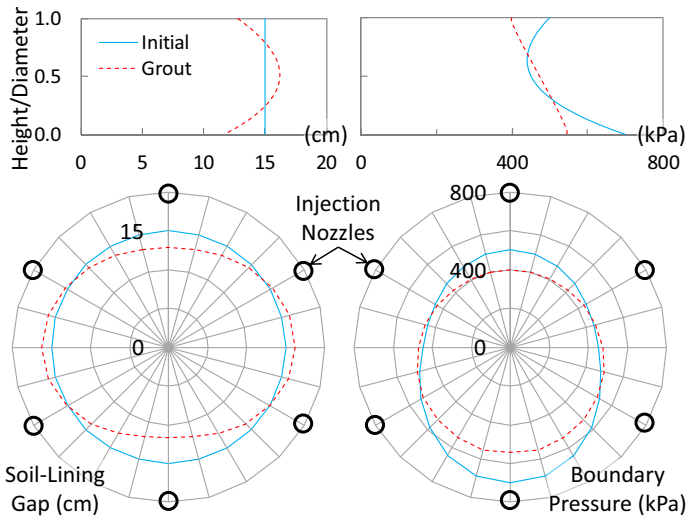 Height/Diameter
1.0
0.5
0.0
Initial
Grout
(cm)
0 5 10 15 20
(kPa)
0 400 800
15
0
Injection
Nozzles
800
400
0
Soil-Lining
Gap (cm)
Boundary
Pressure (kPa)